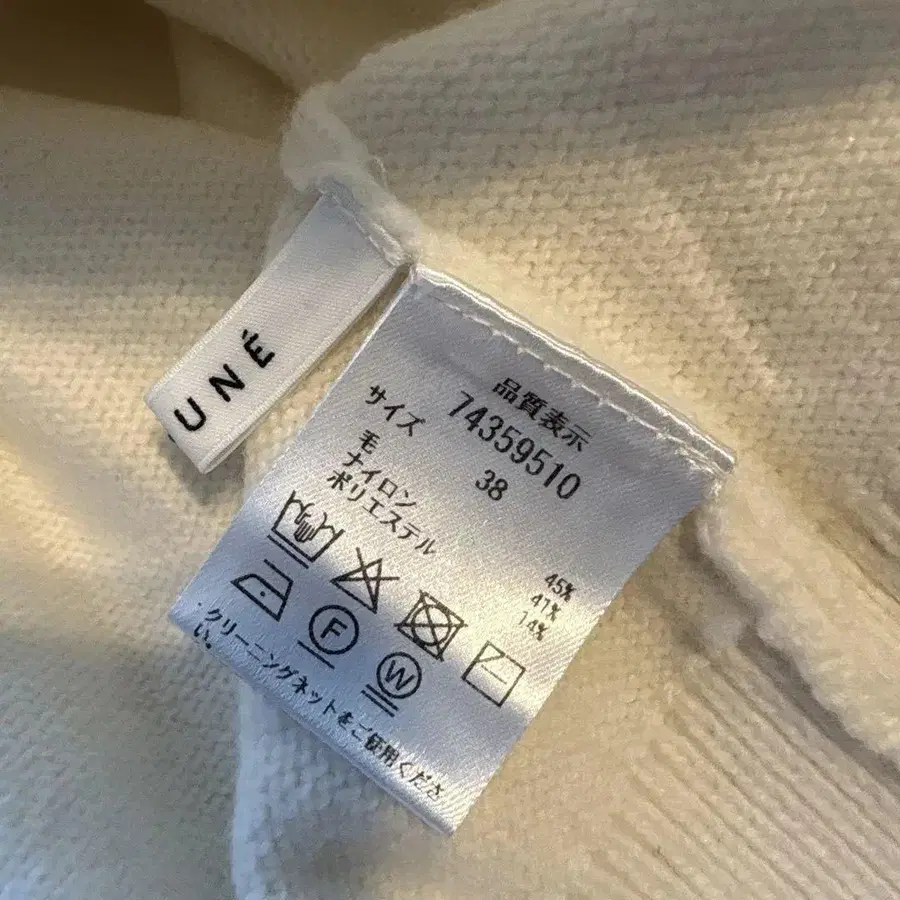 UNÉ
品質表示
74359510
サイズ 38
毛 45%
ナイロン 41%
ポリエステル 14%
F
W
・クリーニングネットをご使用くださ
い。